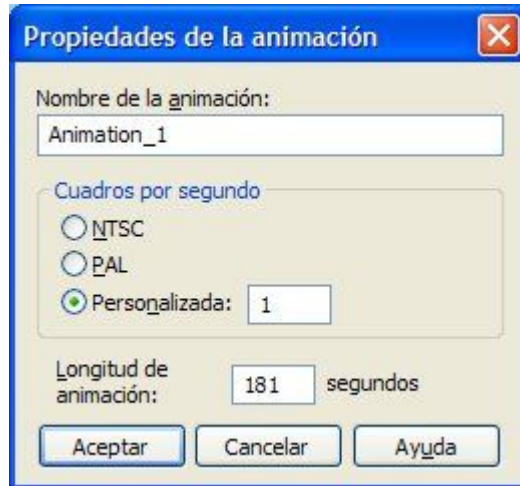 Propiedades de la animación
Nombre de la animación:
Animation_1
Cuadros por segundo
NTSC
PAL
Personalizada: 1
Longitud de
animación: 181 segundos
Aceptar Cancelar Ayuda